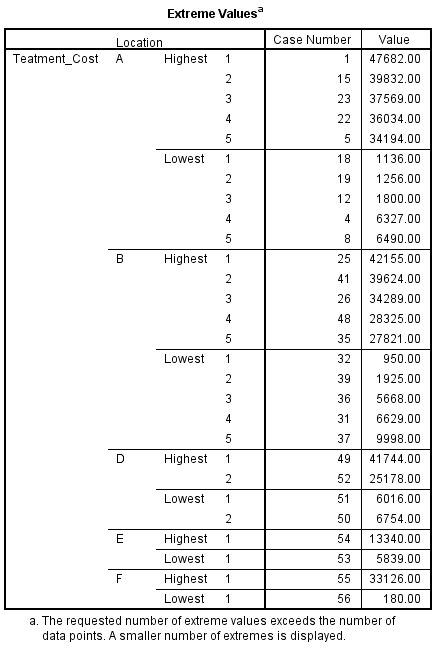 Extreme Valuesa
Location Case Number Value
Teatment_Cost A Highest 1 1 47682.00
2 15 39832.00
3 23 37569.00
4 22 36034.00
5 5 34194.00
Lowest 1 18 1136.00
2 19 1256.00
3 12 1800.00
4 4 6327.00
5 8 6490.00
B Highest 1 25 42155.00
2 41 39624.00
3 26 34289.00
4 48 28325.00
5 35 27821.00
Lowest 1 32 950.00
2 39 1925.00
3 36 5668.00
4 31 6629.00
5 37 9998.00
D Highest 1 49 41744.00
2 52 25178.00
Lowest 1 51 6016.00
2 50 6754.00
E Highest 1 54 13340.00
Lowest 1 53 5839.00
F Highest 1 55 33126.00
Lowest 1 56 180.00
a. The requested number of extreme values exceeds the number of
data points. A smaller number of extremes is displayed.